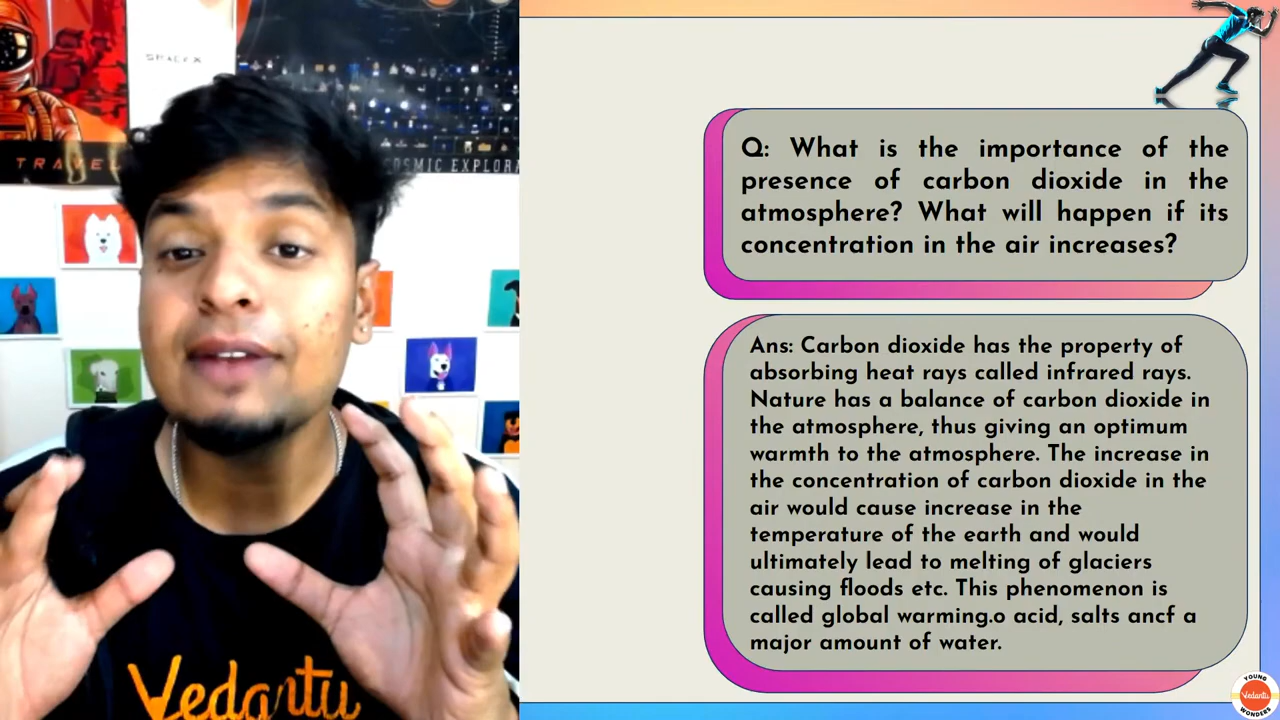 SPACEX
TRAVEL
COSMIC EXPLORA
Q: What is the importance of the
presence of carbon dioxide in the
atmosphere? What will happen if its
concentration in the air increases?
Ans: Carbon dioxide has the property of
absorbing heat rays called infrared rays.
Nature has a balance of carbon dioxide in
the atmosphere, thus giving an optimum
warmth to the atmosphere. The increase in
the concentration of carbon dioxide in the
air would cause increase in the
temperature of the earth and would
ultimately lead to melting of glaciers
causing floods etc. This phenomenon is
called global warming.o acid, salts ancf a
major amount of water.
Vedantu
YOUNG
Vedantu
WONDERS